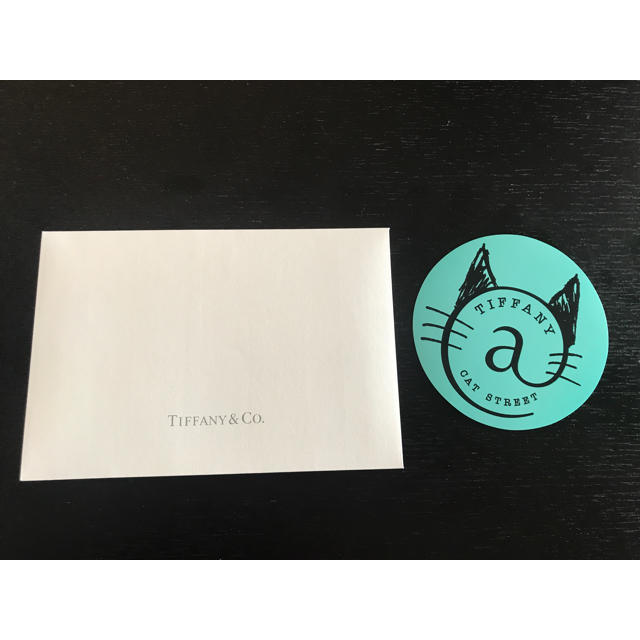 TIFFANY & CO.
TIFFANY
@
CAT STREET